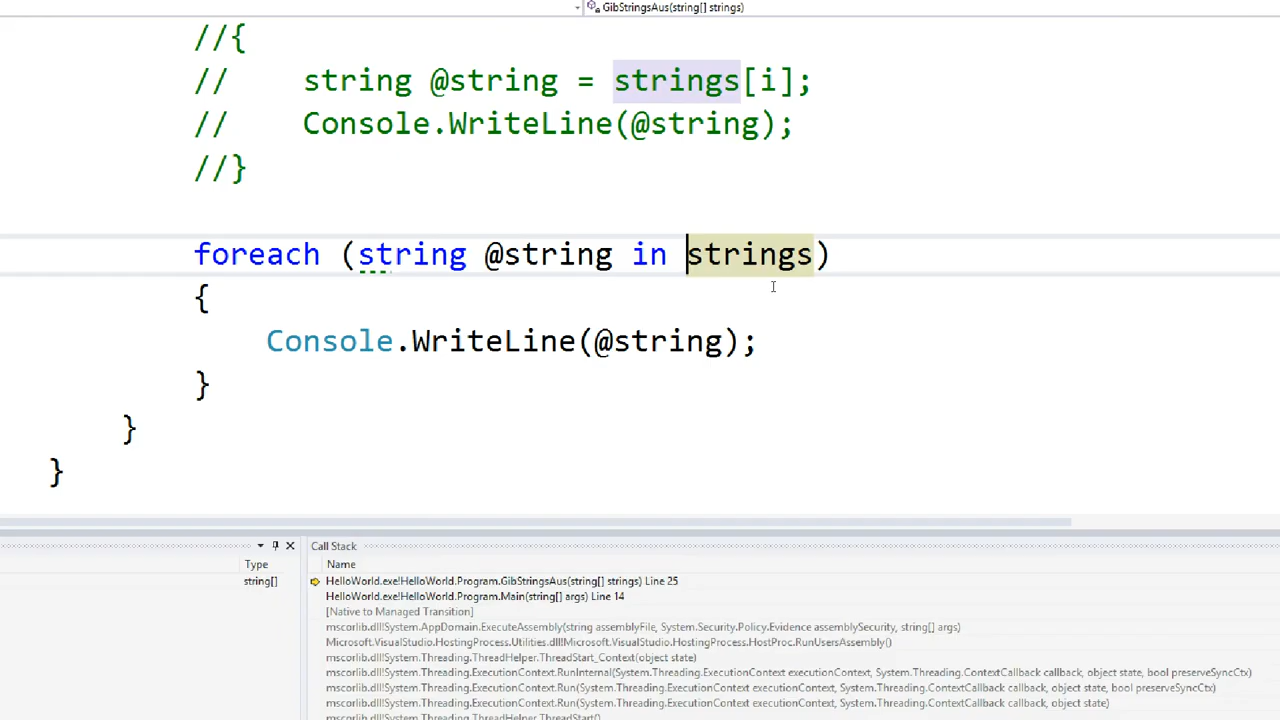 GibStringsAus(string[] strings)
//{
//    string @string = strings[i];
//    Console.WriteLine(@string);
//}
foreach (string @string in strings)
{
Console.WriteLine(@string);
}
}
}
Call Stack
Type
Name
string[]
HelloWorld.exe!HelloWorld.Program.GibStringsAus(string[] strings) Line 25
HelloWorld.exe!HelloWorld.Program.Main(string[] args) Line 14
[Native to Managed Transition]
mscorlib.dll!System.AppDomain.ExecuteAssembly(string assemblyFile, System.Security.Policy.Evidence assemblySecurity, string[] args)
Microsoft.VisualStudio.HostingProcess.Utilities.dll!Microsoft.VisualStudio.HostingProcess.HostProc.RunUsersAssembly()
mscorlib.dll!System.Threading.ThreadHelper.ThreadStart_Context(object state)
mscorlib.dll!System.Threading.ExecutionContext.RunInternal(System.Threading.ExecutionContext executionContext, System.Threading.ContextCallback callback, object state, bool preserveSyncCtx)
mscorlib.dll!System.Threading.ExecutionContext.Run(System.Threading.ExecutionContext executionContext, System.Threading.ContextCallback callback, object state, bool preserveSyncCtx)
mscorlib.dll!System.Threading.ExecutionContext.Run(System.Threading.ExecutionContext executionContext, System.Threading.ContextCallback callback, object state)
mscorlib.dll!System.Threading.ThreadHelper.ThreadStart()